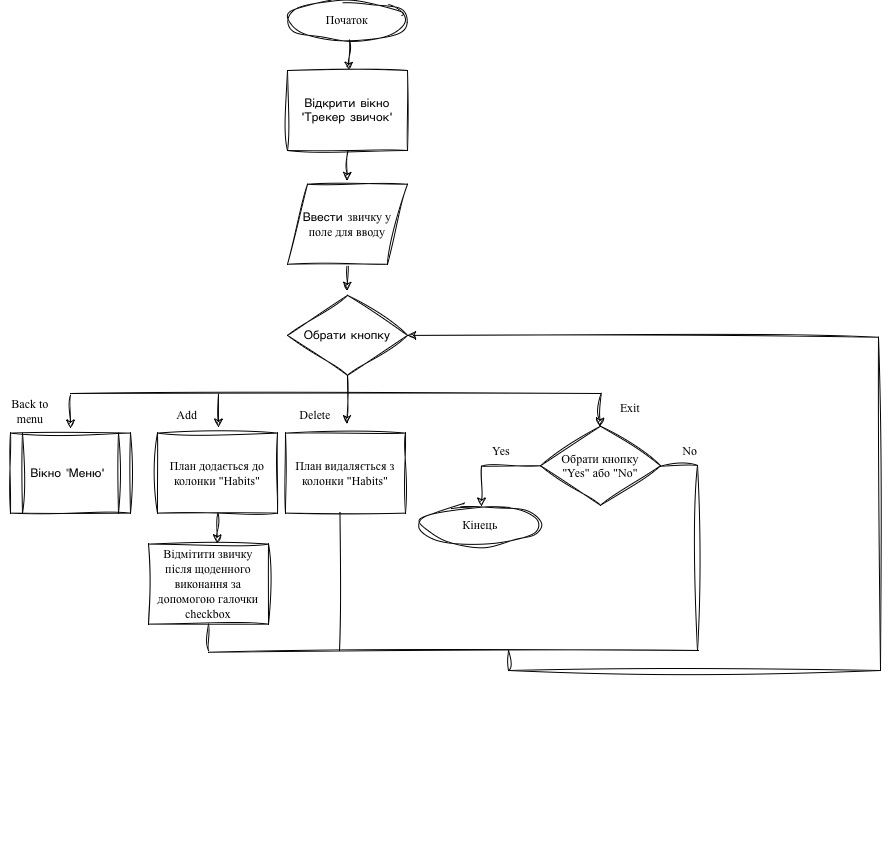 Початок
Відкрити вікно
'Трекер звичок'
Ввести звичку у
поле для вводу
Обрати кнопку
Back to
menu
Add
Delete
Exit
Вікно 'Меню'
План додається до
колонки "Habits"
План видаляється з
колонки "Habits"
Yes
Обрати кнопку
"Yes" або "No"
No
Кінець
Відмітити звичку
після щоденного
виконання за
допомогою галочки
checkbox